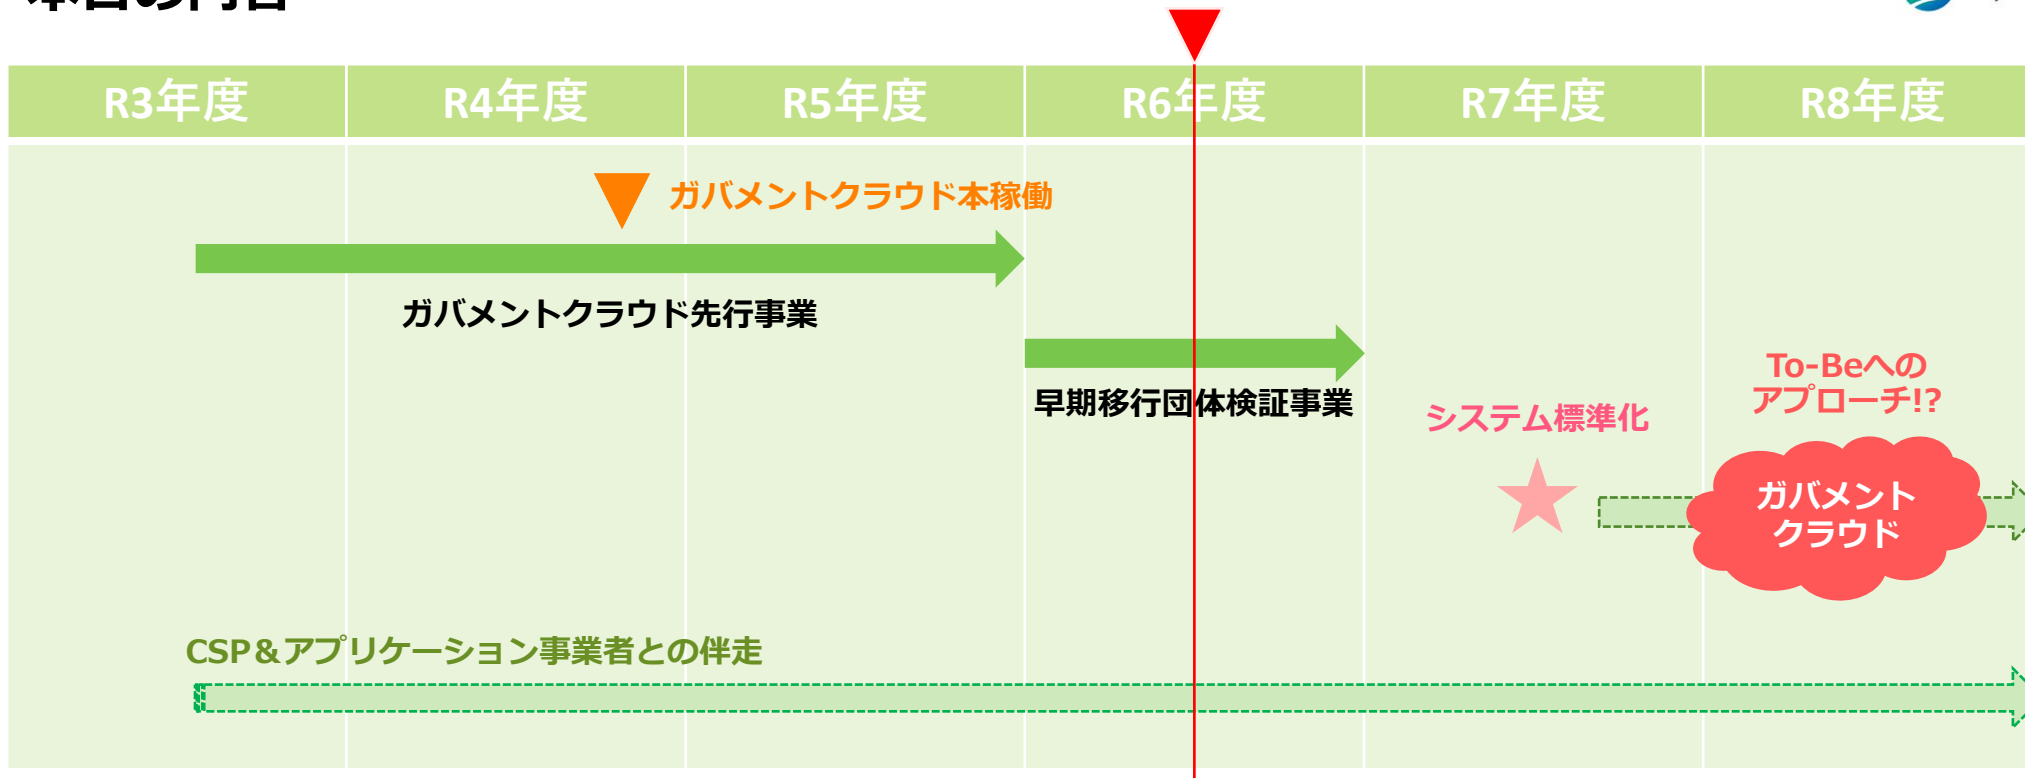 本日の内容
R3年度
R4年度
R5年度
R6年度
R7年度
R8年度
ガバメントクラウド本稼働
ガバメントクラウド先行事業
早期移行団体検証事業
システム標準化
To-Beへの
アプローチ!?
ガバメント
クラウド
CSP&アプリケーション事業者との伴走